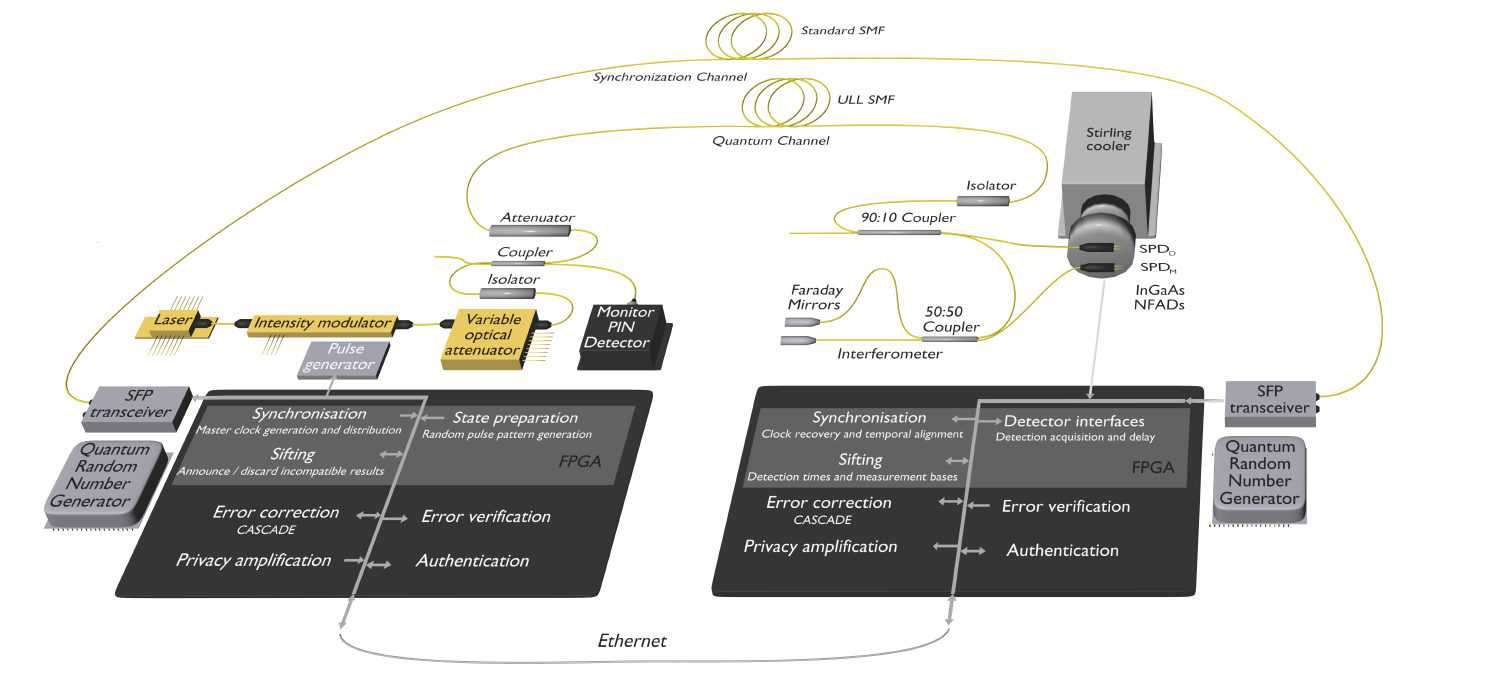 Standard SMF
Synchronization Channel
ULL SMF
Quantum Channel
Stirling
cooler
Isolator
Attenuator
90:10 Coupler
SPD_D
Coupler
SPD_M
Isolator
InGaAs
NFADs
Faraday
Mirrors
50:50
Coupler
Interferometer
Laser
Intensity modulator
Variable
optical
attenuator
Monitor
PIN
Detector
Pulse
generator
SFP
transceiver
Quantum
Random
Number
Generator
Synchronisation
Master clock generation and distribution
State preparation
Random pulse pattern generation
Sifting
Announce / discard incompatible results
FPGA
Error correction
CASCADE
Error verification
Privacy amplification
Authentication
Synchronisation
Clock recovery and temporal alignment
Detector interfaces
Detection acquisition and delay
Sifting
Detection times and measurement bases
FPGA
Error correction
CASCADE
Error verification
Privacy amplification
Authentication
SFP
transceiver
Quantum
Random
Number
Generator
Ethernet